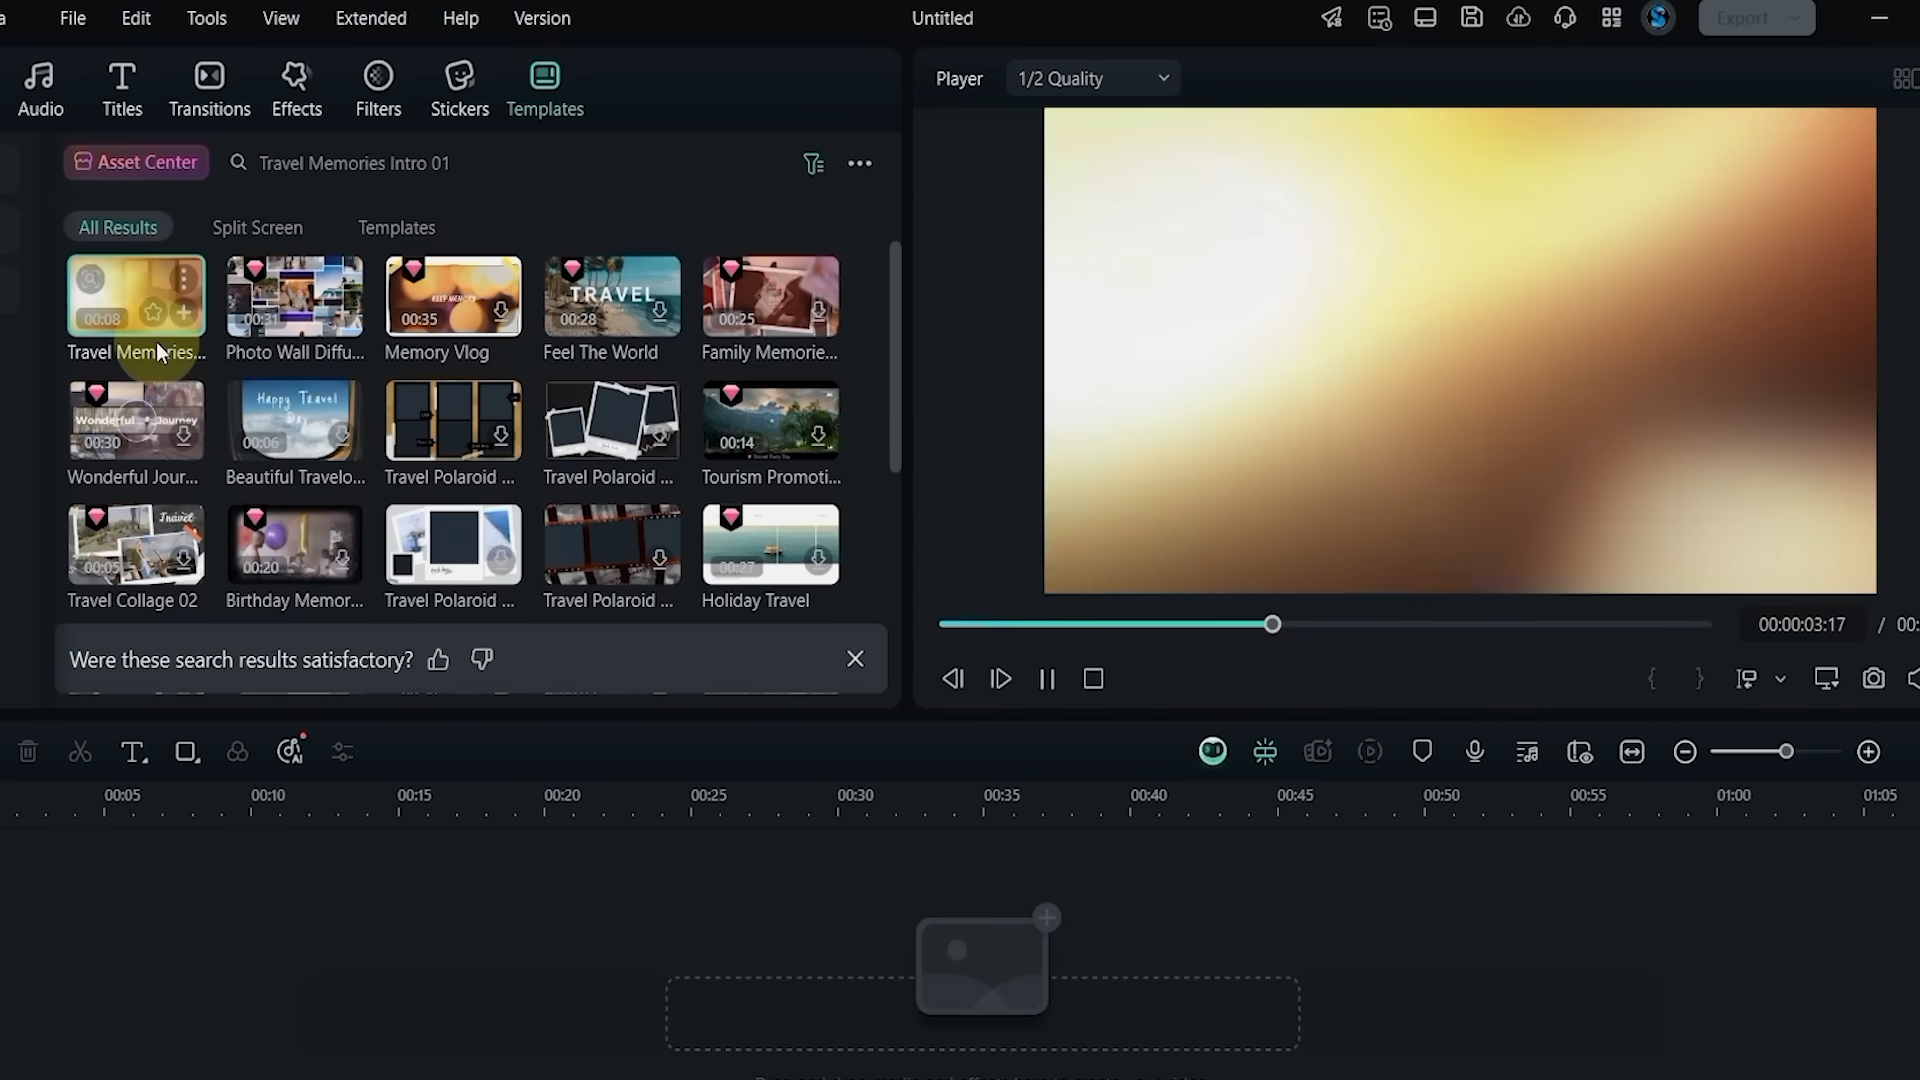 File Edit Tools View Extended Help Version
Untitled
Export
Audio Titles Transitions Effects Filters Stickers Templates
Player 1/2 Quality
Asset Center Travel Memories Intro 01
All Results Split Screen Templates
00:08 00:31 00:35 00:28 00:25
KEEP MEMORY
TRAVEL
Travel Memories... Photo Wall Diffu... Memory Vlog Feel The World Family Memorie...
Wonderful Journey
Happy Travel Day
00:30 00:06 00:14
Wonderful Jour... Beautiful Travelo... Travel Polaroid ... Travel Polaroid ... Tourism Promoti...
Travel
00:05 00:20 00:27
Travel Collage 02 Birthday Memor... Travel Polaroid ... Travel Polaroid ... Holiday Travel
00:00:03:17 / 00:
Were these search results satisfactory?
00:05 00:10 00:15 00:20 00:25 00:30 00:35 00:40 00:45 00:50 00:55 01:00 01:05